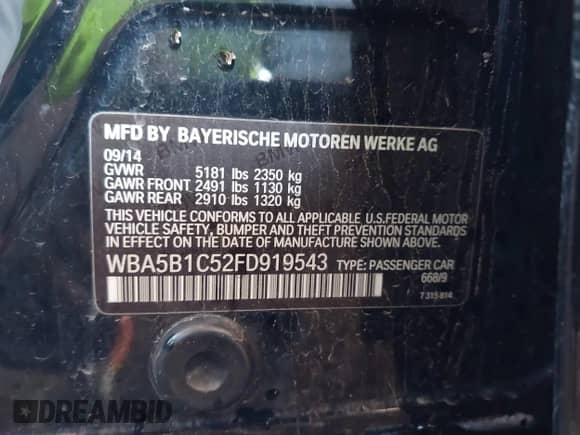 MFD BY BAYERISCHE MOTOREN WERKE AG
09/14
GVWR 5181 lbs 2350 kg
GAWR FRONT 2491 lbs 1130 kg
GAWR REAR 2910 lbs 1320 kg
THIS VEHICLE CONFORMS TO ALL APPLICABLE U.S.FEDERAL MOTOR
VEHICLE SAFETY, BUMPER AND THEFT PREVENTION STANDARDS
IN EFFECT ON THE DATE OF MANUFACTURE SHOWN ABOVE.
WBA5B1C52FD919543 TYPE: PASSENGER CAR
668/9
7315814
DREAMBID